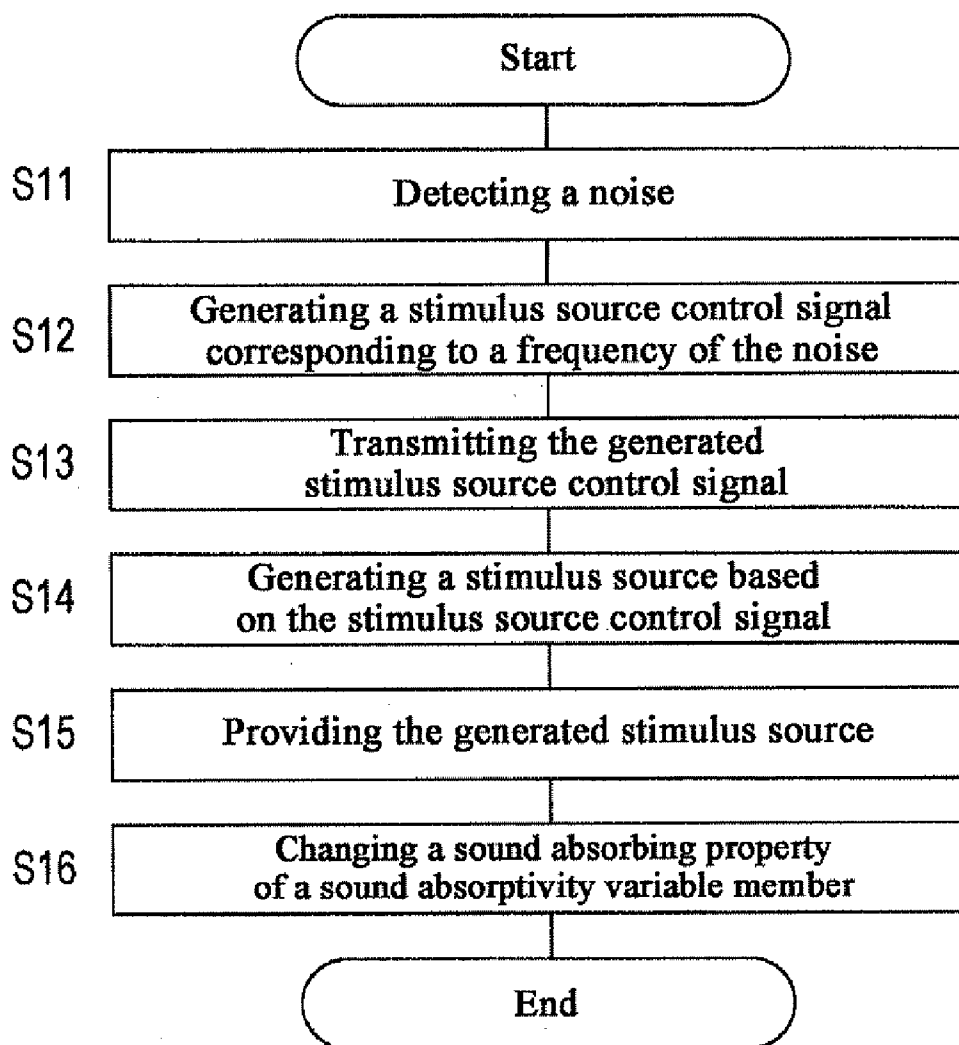 Start
S11
Detecting a noise
S12
Generating a stimulus source control signal
corresponding to a frequency of the noise
S13
Transmitting the generated
stimulus source control signal
S14
Generating a stimulus source based
on the stimulus source control signal
S15
Providing the generated stimulus source
S16
Changing a sound absorbing property
of a sound absorptivity variable member
End